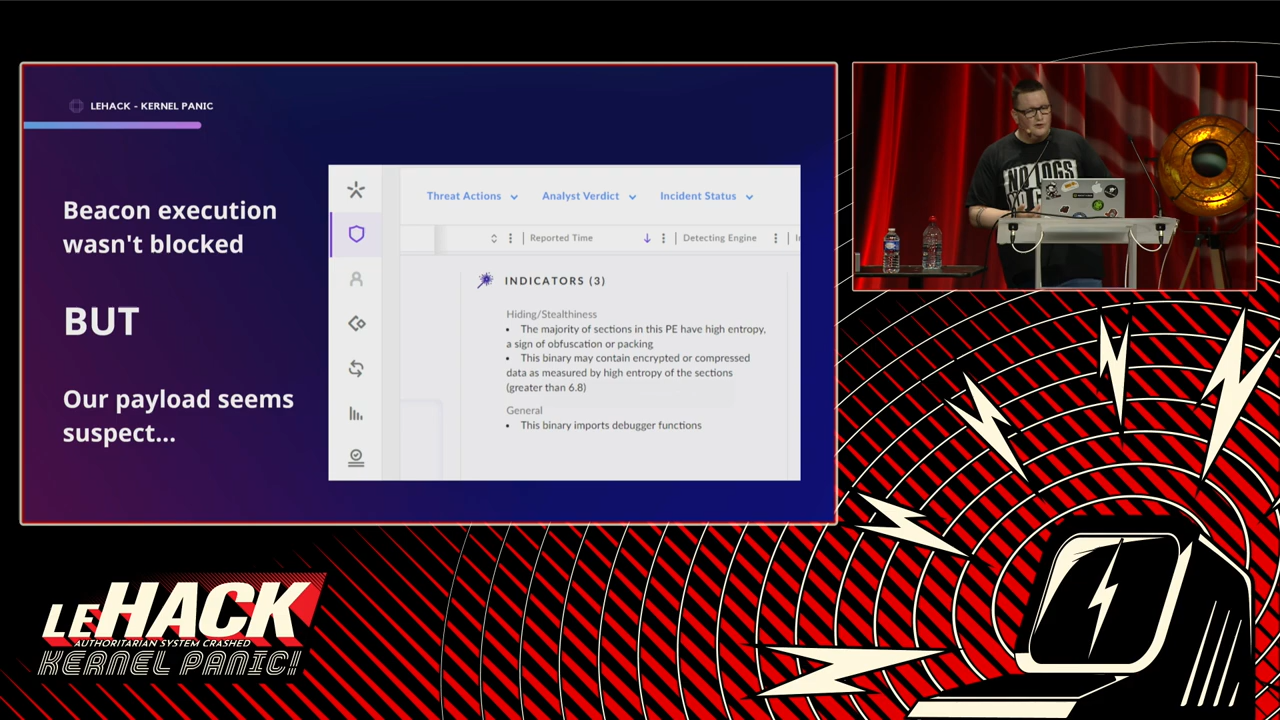 LEHACK - KERNEL PANIC
Beacon execution
wasn't blocked
BUT
Our payload seems
suspect...
Threat Actions
Analyst Verdict
Incident Status
Reported Time
Detecting Engine
INDICATORS (3)
Hiding/Stealthiness
• The majority of sections in this PE have high entropy,
a sign of obfuscation or packing
• This binary may contain encrypted or compressed
data as measured by high entropy of the sections
(greater than 6.8)
General
• This binary imports debugger functions
LEHACK
AUTHORITARIAN SYSTEM CRASHED
KERNEL PANIC!